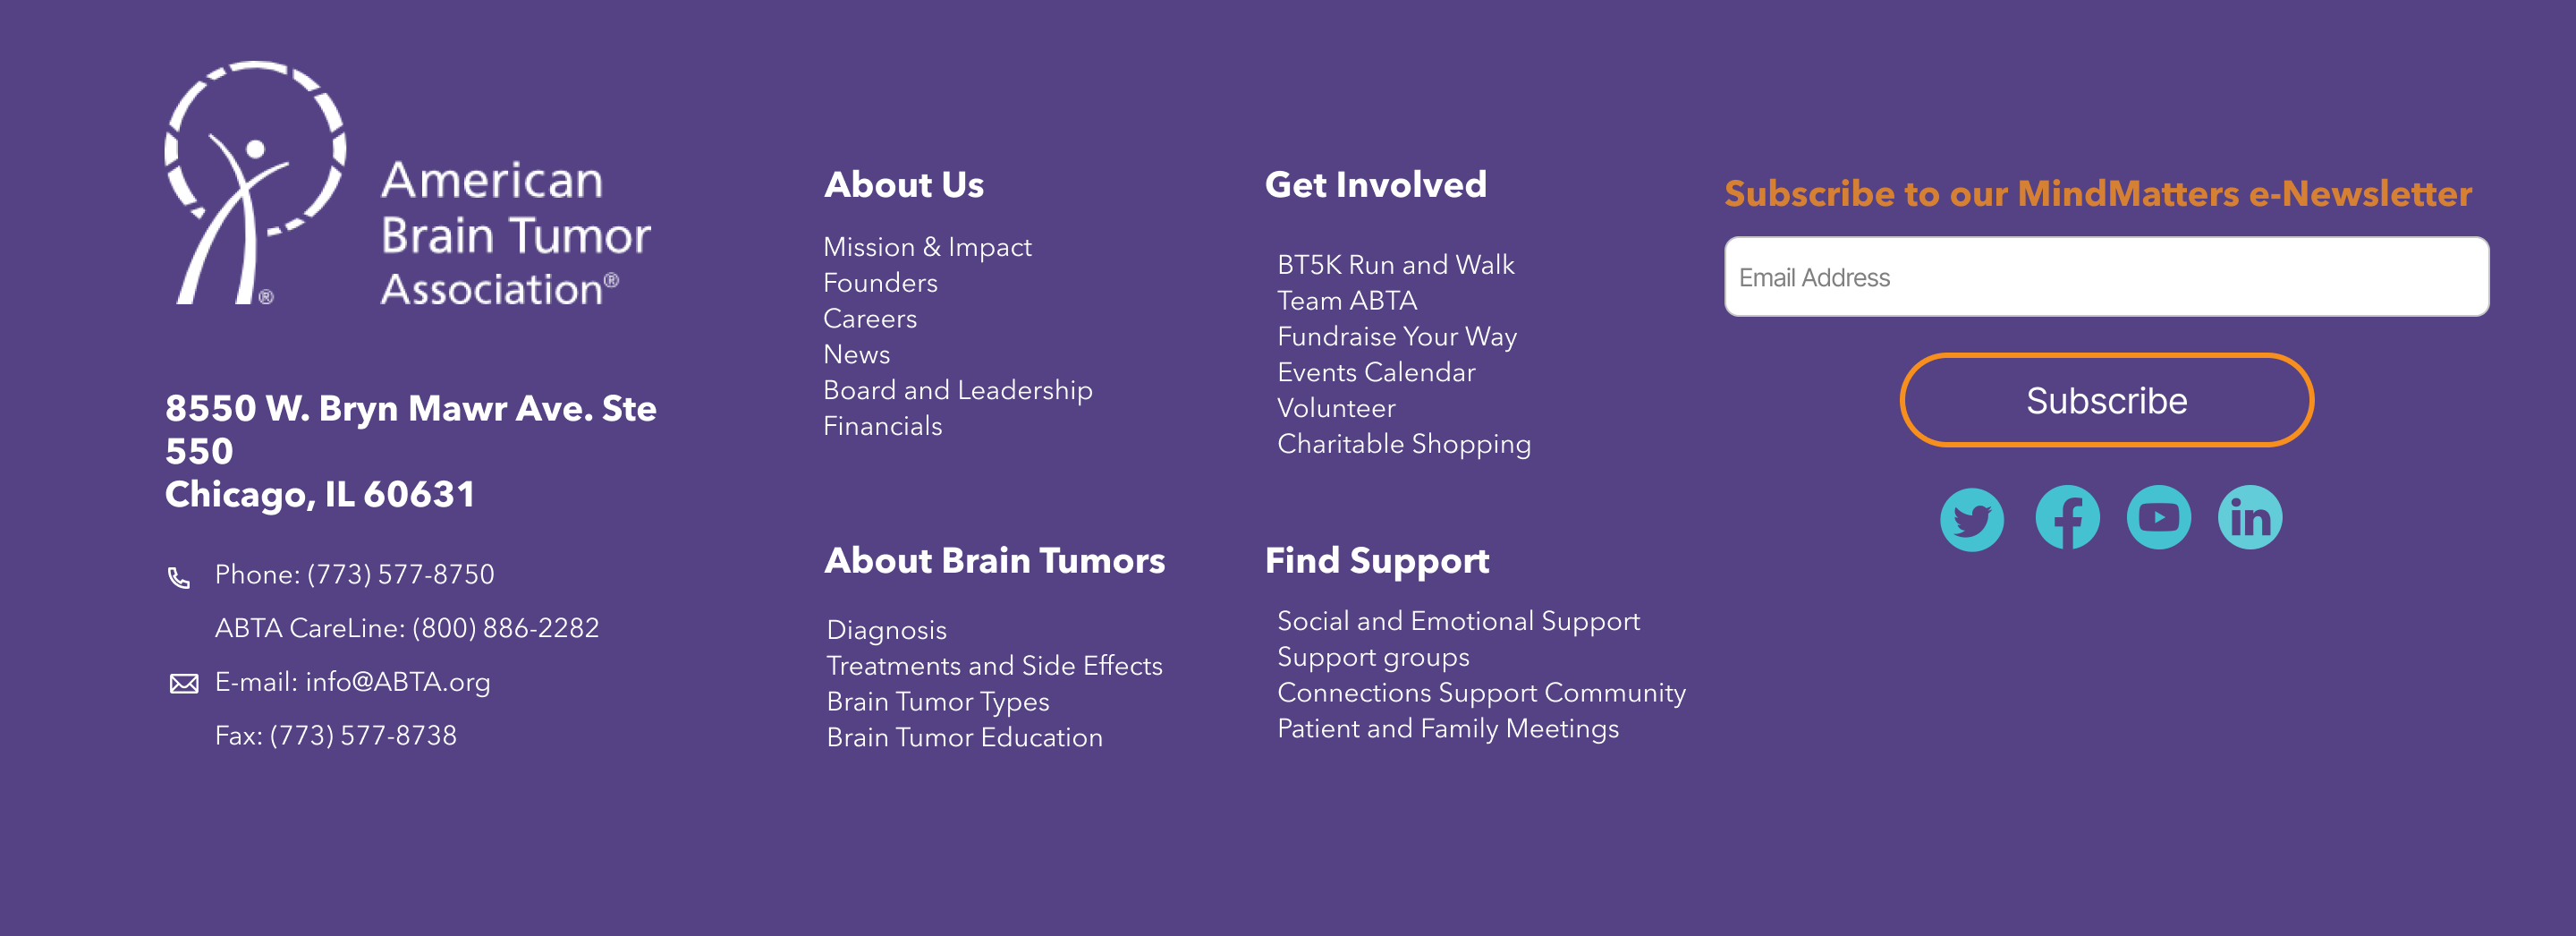 American
Brain Tumor
Association®
®
8550 W. Bryn Mawr Ave. Ste
550
Chicago, IL 60631
Phone: (773) 577-8750
ABTA CareLine: (800) 886-2282
E-mail: info@ABTA.org
Fax: (773) 577-8738
About Us
Mission & Impact
Founders
Careers
News
Board and Leadership
Financials
About Brain Tumors
Diagnosis
Treatments and Side Effects
Brain Tumor Types
Brain Tumor Education
Get Involved
BT5K Run and Walk
Team ABTA
Fundraise Your Way
Events Calendar
Volunteer
Charitable Shopping
Find Support
Social and Emotional Support
Support groups
Connections Support Community
Patient and Family Meetings
Subscribe to our MindMatters e-Newsletter
Email Address
Subscribe
in